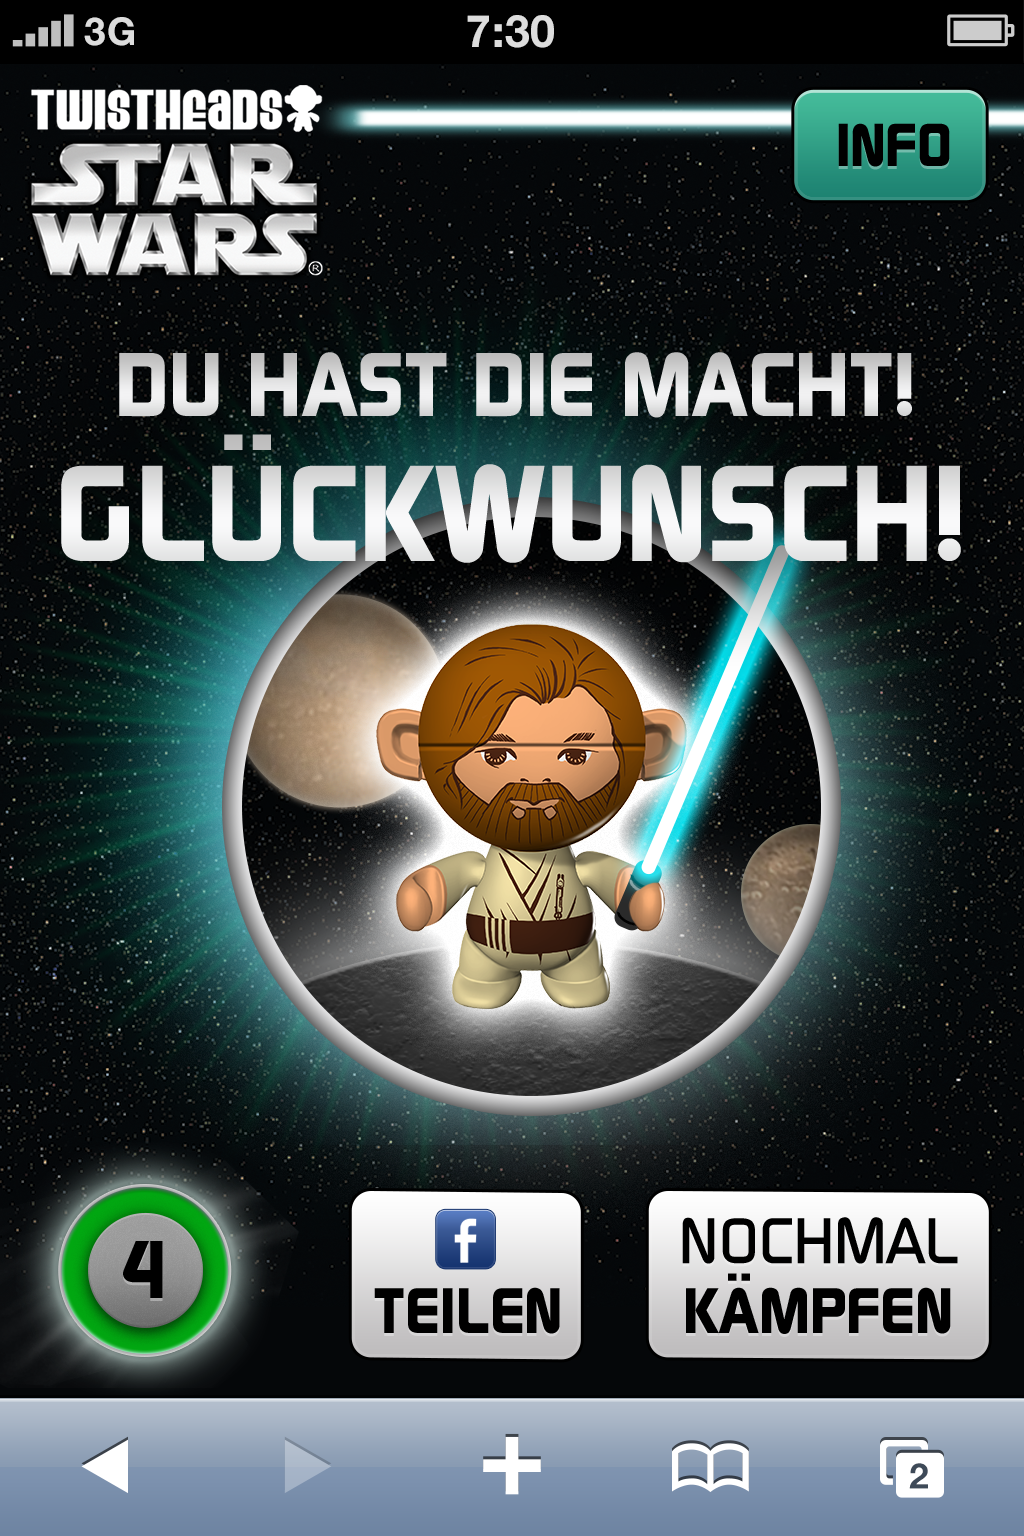 3G 7:30
TWISTHEADS
STAR
WARS®
INFO
DU HAST DIE MACHT!
GLÜCKWUNSCH!
4
f
TEILEN
NOCHMAL
KÄMPFEN
2